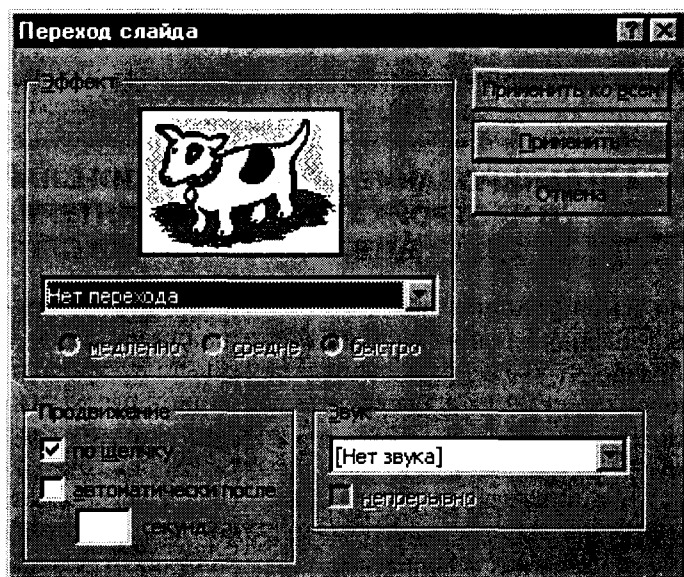 Переход слайда
Эффект
Применить ко всем
Применить
Отмена
Нет перехода
медленно средне быстро
Продвижение
по щелчку
автоматически после
секунд
Звук
[Нет звука]
непрерывно